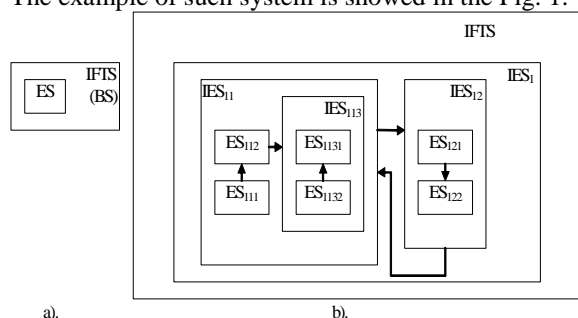 The example of such system is showed in the Fig. 1.
IFTS
IFTS
(BS)
ES
IES1
IES11
IES12
IES113
ES112
ES1131
ES121
ES111
ES1132
ES122
a).
b).